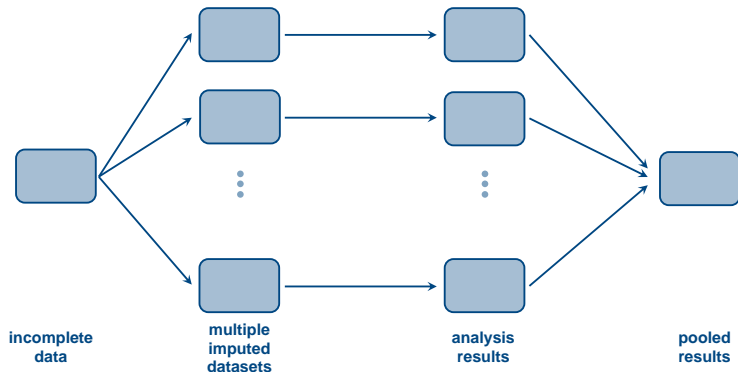 incomplete
data
multiple
imputed
datasets
analysis
results
pooled
results